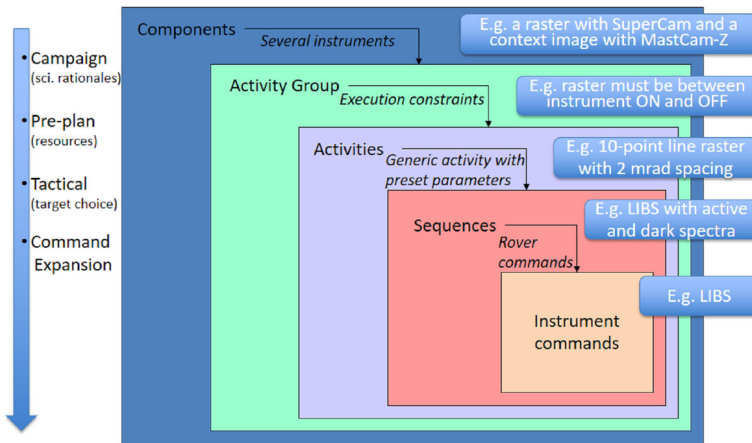 Components
Several instruments
E.g. a raster with SuperCam and a
context image with MastCam-Z
• Campaign
(sci. rationales)
Activity Group
Execution constraints
E.g. raster must be between
instrument ON and OFF
• Pre-plan
(resources)
Activities
Generic activity with
preset parameters
E.g. 10-point line raster
with 2 mrad spacing
• Tactical
(target choice)
Sequences
Rover
commands
E.g. LIBS with active
and dark spectra
• Command
Expansion
E.g. LIBS
Instrument
commands